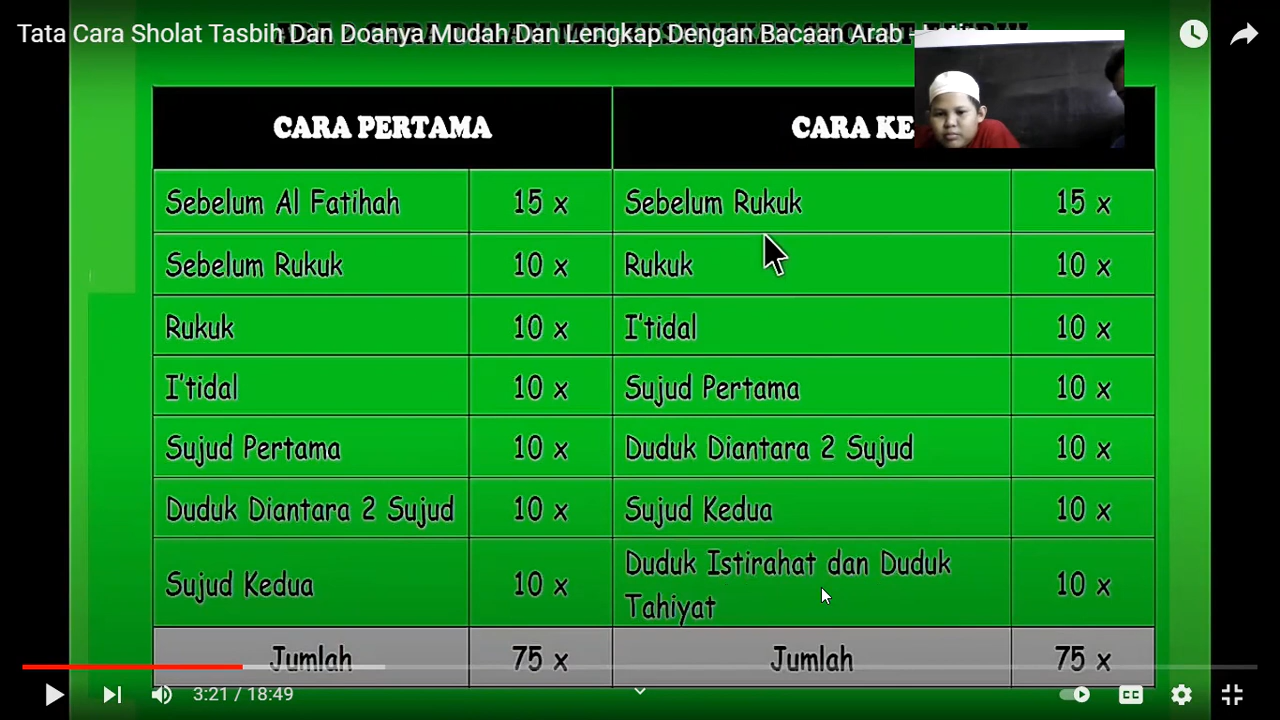 Tata Cara Sholat Tasbih Dan Doanya Mudah Dan Lengkap Dengan Bacaan Arab - Latin
CARA PERTAMA
CARA KE
Sebelum Al Fatihah 15 x Sebelum Rukuk 15 x
Sebelum Rukuk 10 x Rukuk 10 x
Rukuk 10 x I'tidal 10 x
I'tidal 10 x Sujud Pertama 10 x
Sujud Pertama 10 x Duduk Diantara 2 Sujud 10 x
Duduk Diantara 2 Sujud 10 x Sujud Kedua 10 x
Sujud Kedua 10 x Duduk Istirahat dan Duduk
Tahiyat 10 x
Jumlah 75 x Jumlah 75 x
3:21 / 18:49
CC